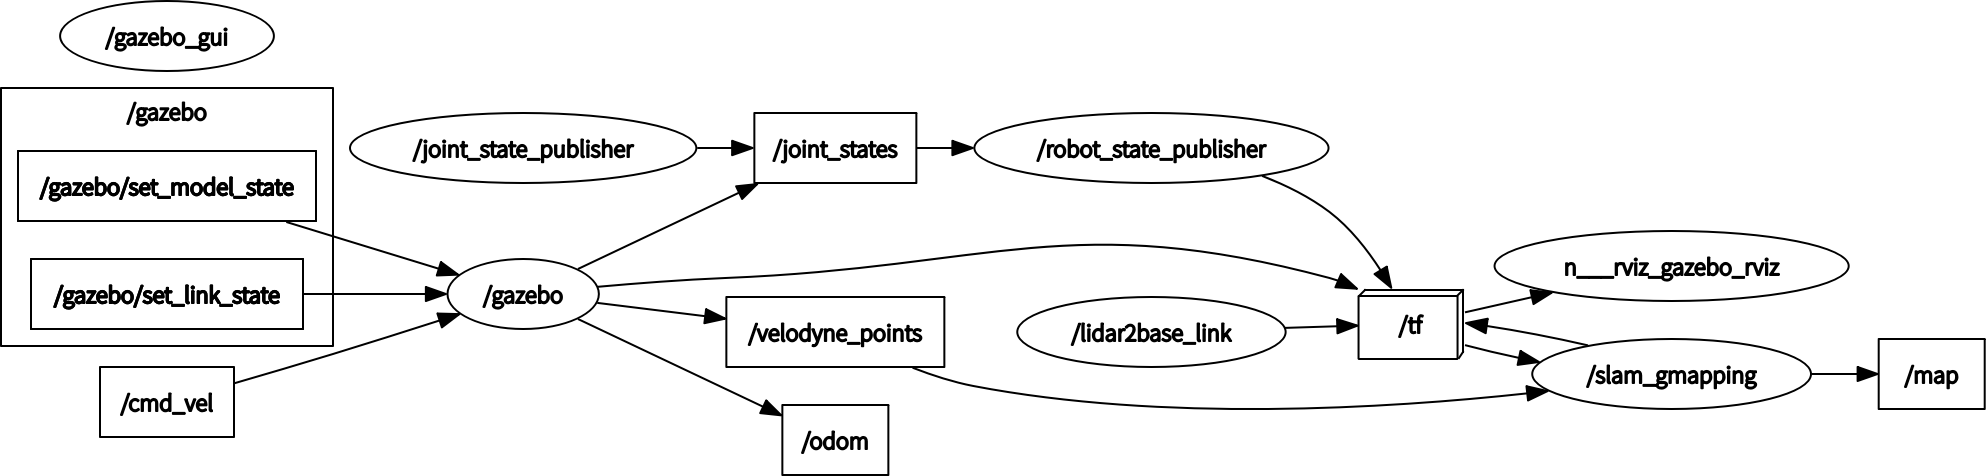 /gazebo_gui
/gazebo
/gazebo/set_model_state
/gazebo/set_link_state
/cmd_vel
/joint_state_publisher
/gazebo
/joint_states
/velodyne_points
/odom
/robot_state_publisher
/lidar2base_link
/tf
n___rviz_gazebo_rviz
/slam_gmapping
/map